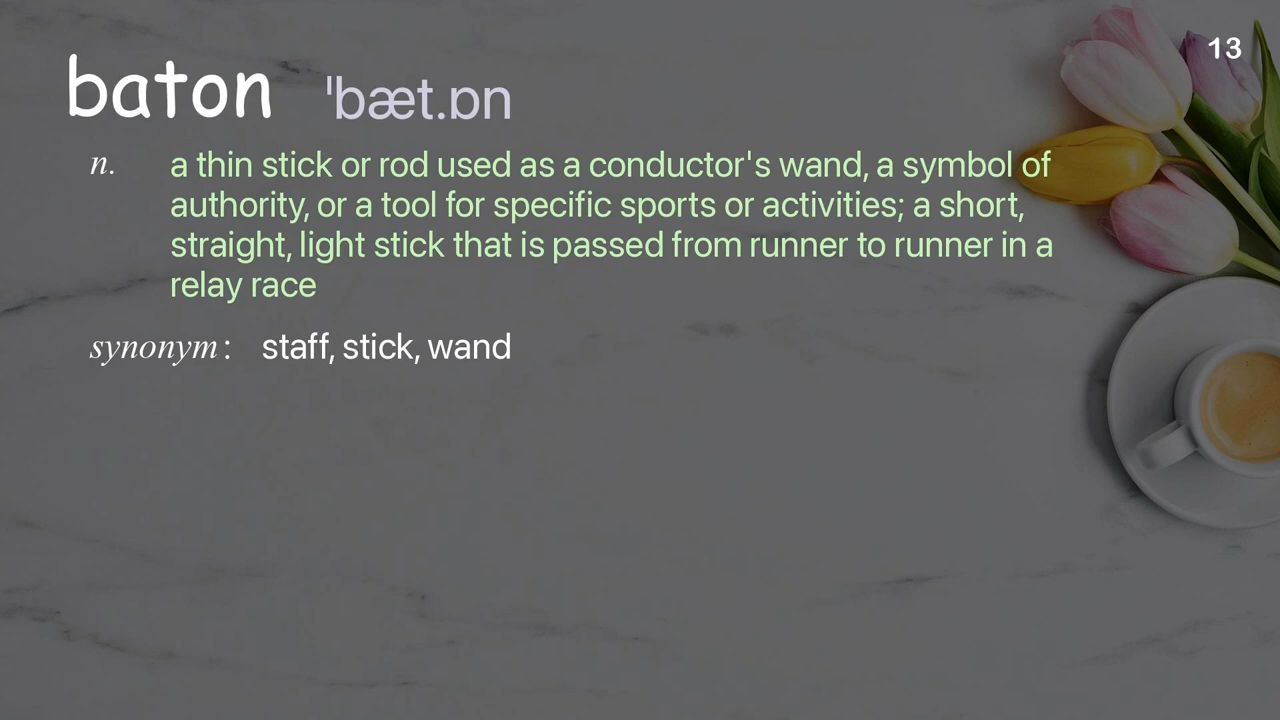 13
baton ˈbæt.ɒn
n. a thin stick or rod used as a conductor's wand, a symbol of
authority, or a tool for specific sports or activities; a short,
straight, light stick that is passed from runner to runner in a
relay race
synonym: staff, stick, wand